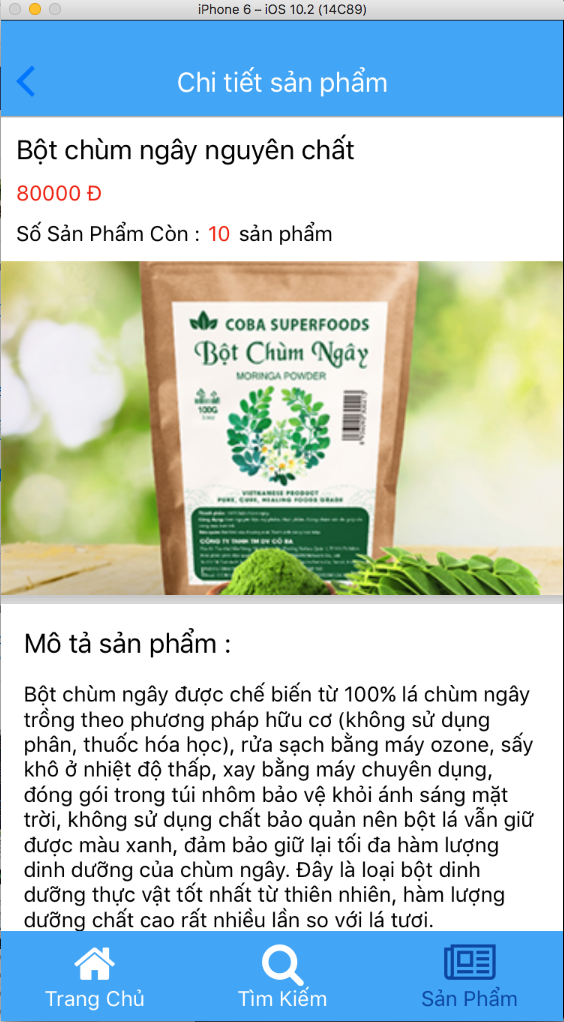 iPhone 6 – iOS 10.2 (14C89)
Chi tiết sản phẩm
Bột chùm ngây nguyên chất
80000 Đ
Số Sản Phẩm Còn : 10 sản phẩm
COBA SUPERFOODS
Bột Chùm Ngây
MORINGA POWDER
100G
VIETNAMESE PRODUCT
PURE, CURE, HEALING FOODS GRADE
CÔNG TY TNHH TM DV CÔ BA
Mô tả sản phẩm :
Bột chùm ngây được chế biến từ 100% lá chùm ngây
trồng theo phương pháp hữu cơ (không sử dụng
phân, thuốc hóa học), rửa sạch bằng máy ozone, sấy
khô ở nhiệt độ thấp, xay bằng máy chuyên dụng,
đóng gói trong túi nhôm bảo vệ khỏi ánh sáng mặt
trời, không sử dụng chất bảo quản nên bột lá vẫn giữ
được màu xanh, đảm bảo giữ lại tối đa hàm lượng
dinh dưỡng của chùm ngây. Đây là loại bột dinh
dưỡng thực vật tốt nhất từ thiên nhiên, hàm lượng
dưỡng chất cao rất nhiều lần so với lá tươi.
Trang Chủ
Tìm Kiếm
Sản Phẩm